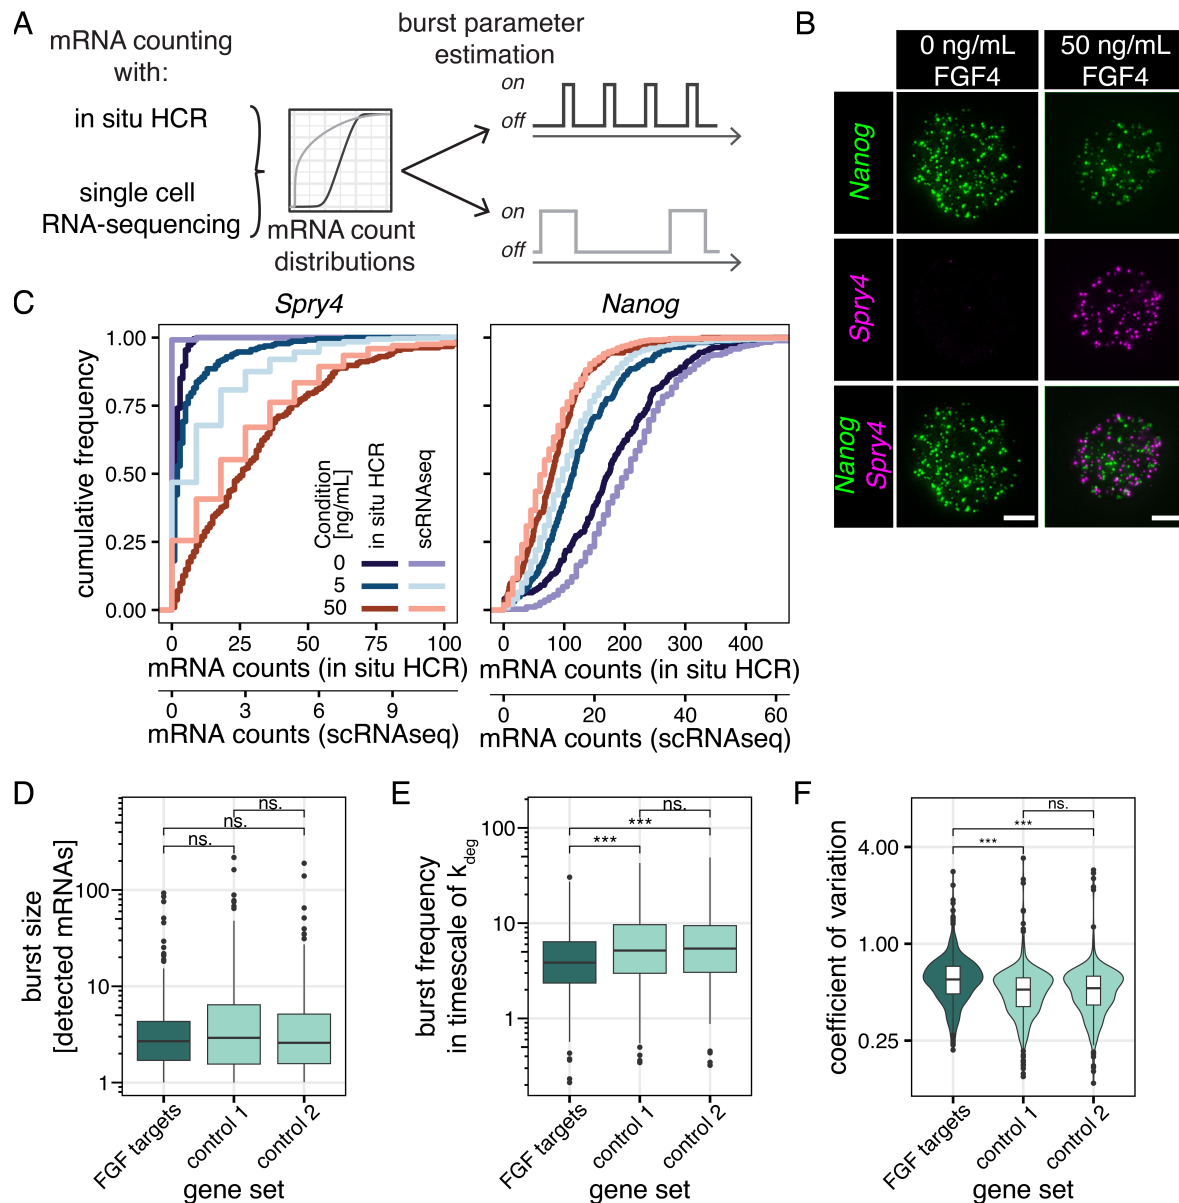 A
mRNA counting
with:
in situ HCR
single cell
RNA-sequencing
mRNA count
distributions
burst parameter
estimation
on
off
on
off
B
0 ng/mL
FGF4
50 ng/mL
FGF4
Nanog
Spry4
Nanog
Spry4
C
Spry4
Nanog
cumulative frequency
1.00
0.75
0.50
0.25
0.00
Condition
[ng/mL]
in situ HCR
scRNAseq
0
5
50
0 25 50 75 100
mRNA counts (in situ HCR)
0 3 6 9
mRNA counts (scRNAseq)
0 100 200 300 400
mRNA counts (in situ HCR)
0 20 40 60
mRNA counts (scRNAseq)
D
burst size
[detected mRNAs]
100
10
1
ns.
ns.
ns.
FGF targets
control 1
control 2
gene set
E
burst frequency
in timescale of kdeg
100
10
1
ns.
***
***
FGF targets
control 1
control 2
gene set
F
coefficient of variation
4.00
1.00
0.25
ns.
***
***
FGF targets
control 1
control 2
gene set